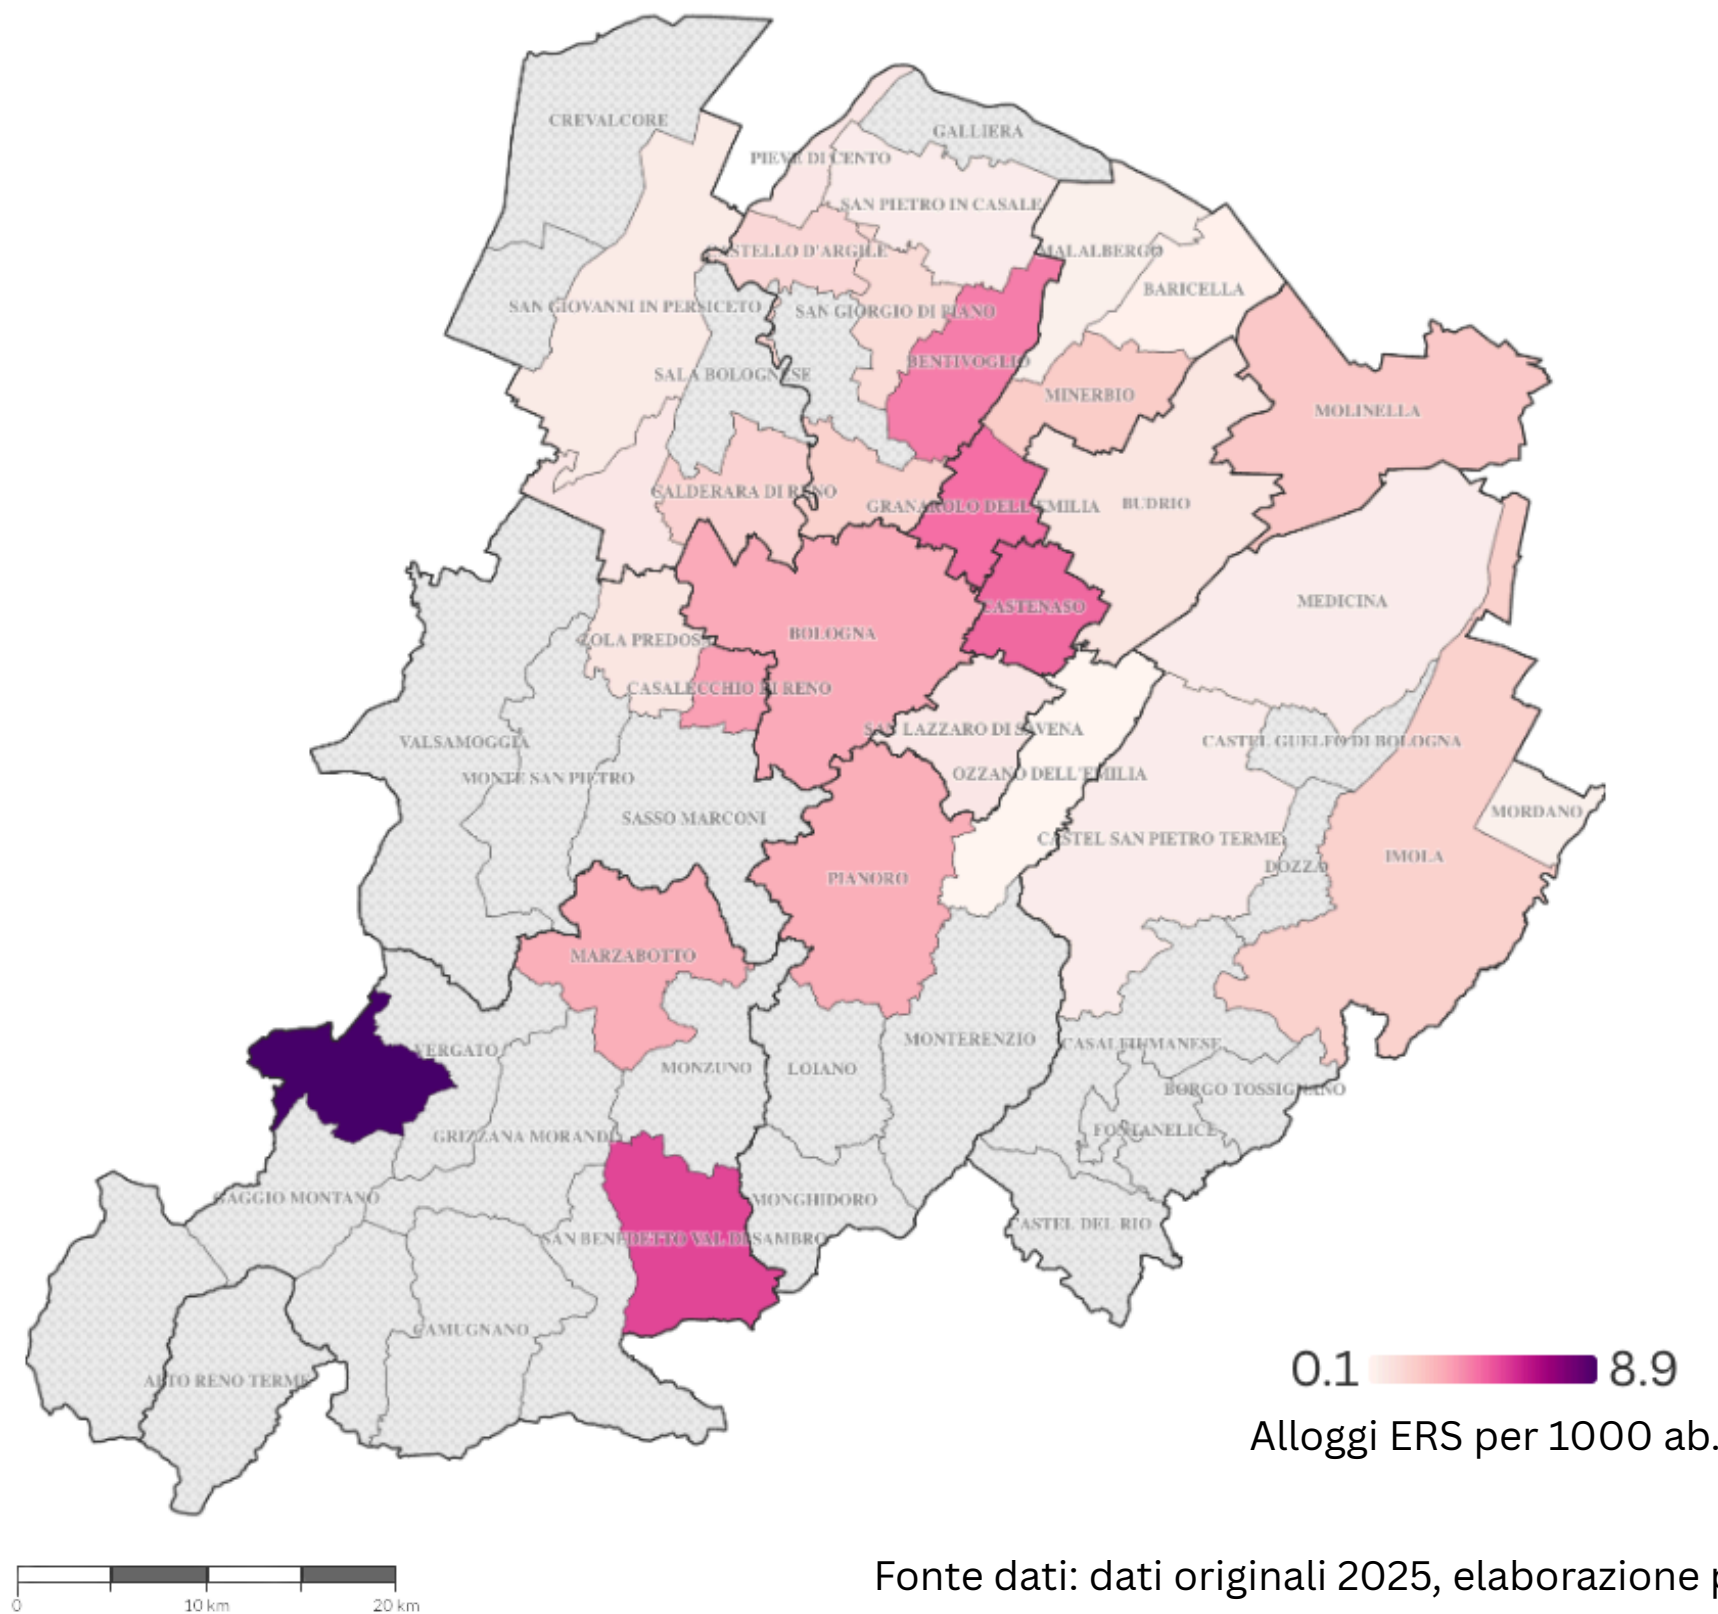 CREVALCORE
GALLIERA
PIEVE DI CENTO
SAN PIETRO IN CASALE
CASTELLO D'ARGILE
MALALBERGO
BARICELLA
SAN GIOVANNI IN PERSICETO
SAN GIORGIO DI PIANO
BENTIVOGLIO
SALA BOLOGNESE
MINERBIO
MOLINELLA
CALDERARA DI RENO
GRANAROLO DELL'EMILIA
BUDRIO
MEDICINA
CASTENASO
BOLOGNA
ZOLA PREDOSA
CASALECCHIO DI RENO
SAN LAZZARO DI SAVENA
VALSAMOGGIA
CASTEL GUELFO DI BOLOGNA
MONTE SAN PIETRO
OZZANO DELL'EMILIA
SASSO MARCONI
MORDANO
CASTEL SAN PIETRO TERME
IMOLA
DOZZA
PIANORO
MARZABOTTO
MONTERENZIO
CASALFIUMANESE
VERGATO
MONZUNO
LOIANO
BORGO TOSSIGNANO
FONTANELICE
GRIZZANA MORANDI
GAGGIO MONTANO
MONGHIDORO
CASTEL DEL RIO
SAN BENEDETTO VAL DI SAMBRO
CAMUGNANO
ALTO RENO TERME
0.1 8.9
Alloggi ERS per 1000 ab.
Fonte dati: dati originali 2025, elaborazione
0 10 km 20 km